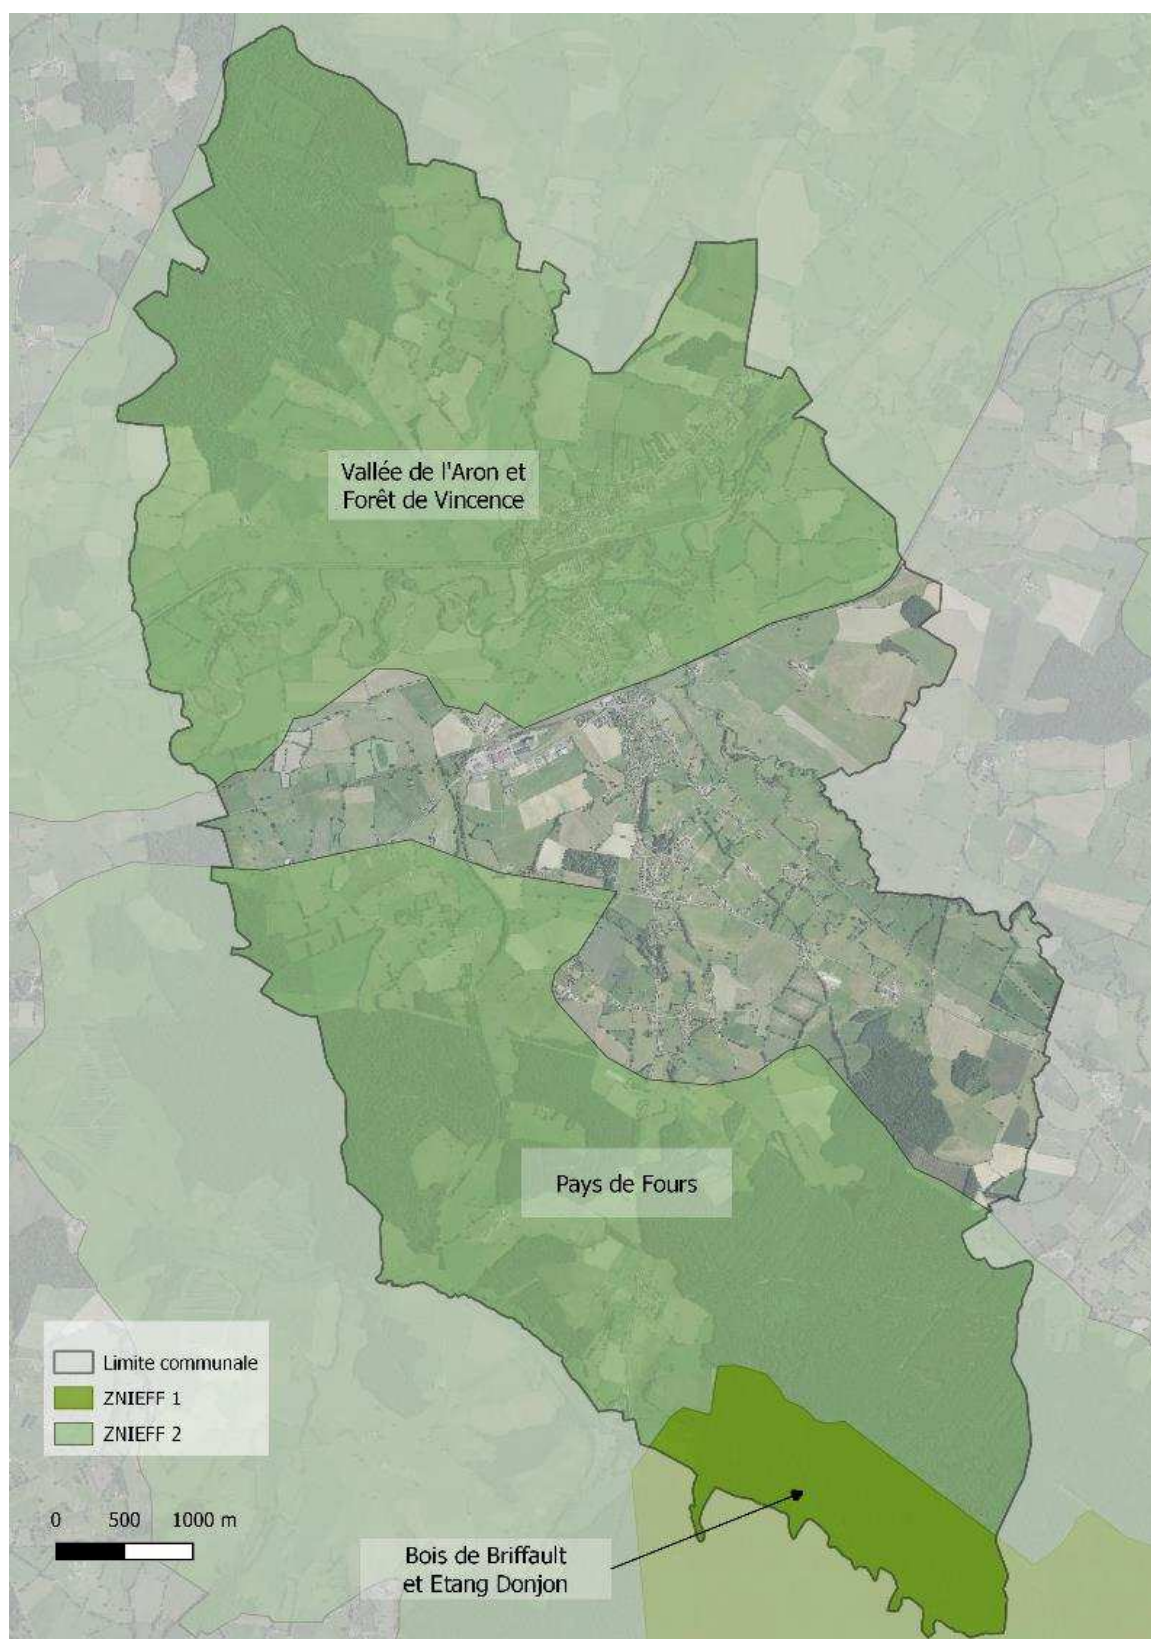 Vallée de l'Aron et
Forêt de Vincence
Pays de Fours
Limite communale
ZNIEFF 1
ZNIEFF 2
0 500 1000 m
Bois de Briffault
et Etang Donjon